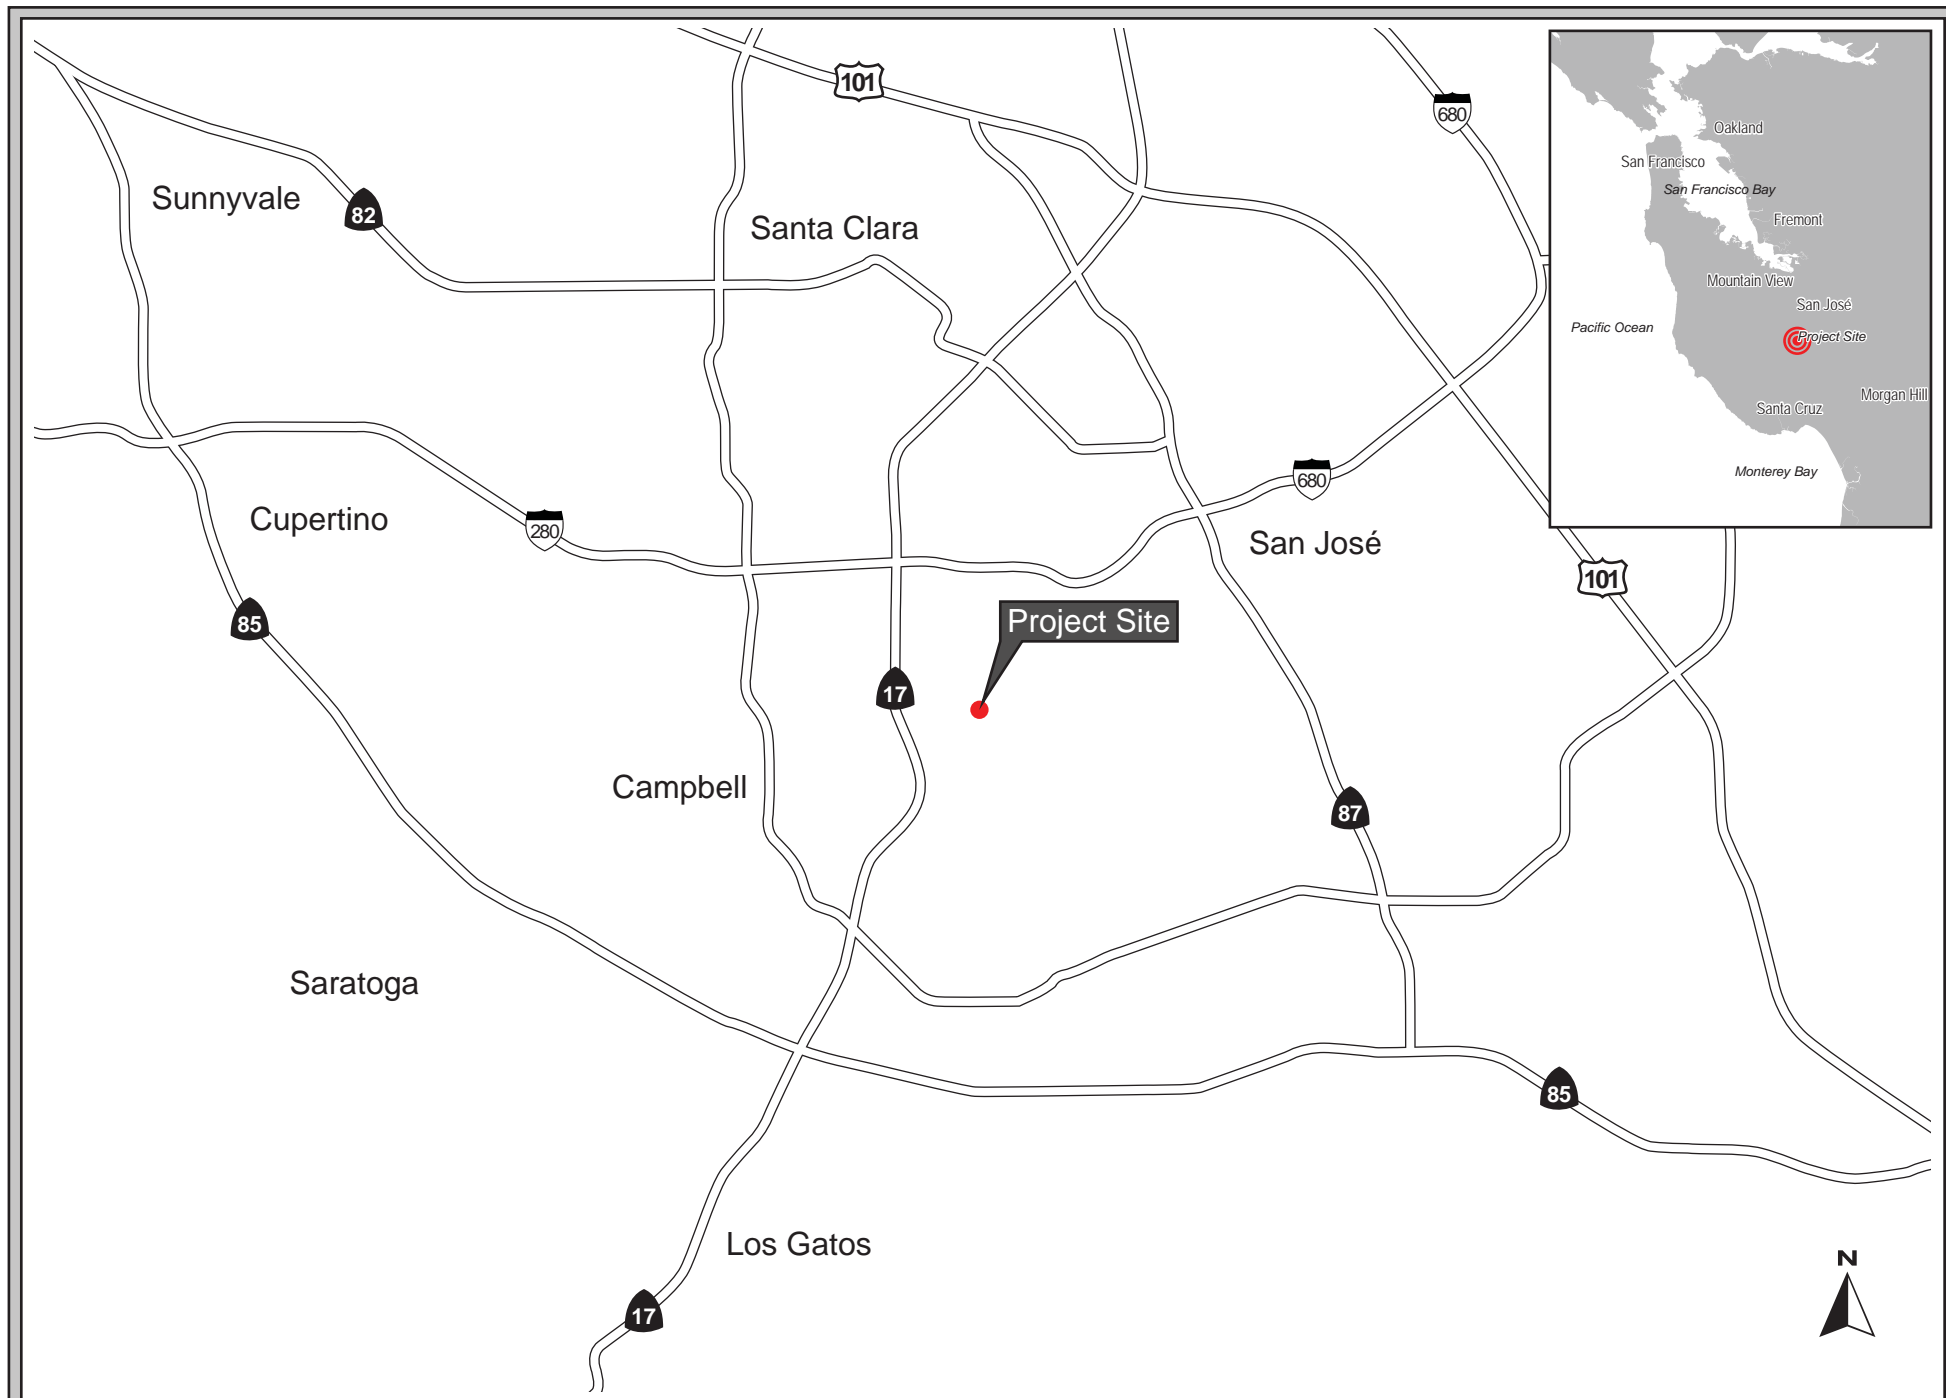 101
680
Sunnyvale
82
Santa Clara
Oakland
San Francisco
San Francisco Bay
Fremont
Mountain View
San José
Pacific Ocean
Project Site
Morgan Hill
Santa Cruz
Monterey Bay
680
Cupertino
280
San José
101
85
Project Site
17
Campbell
87
Saratoga
85
Los Gatos
N
17